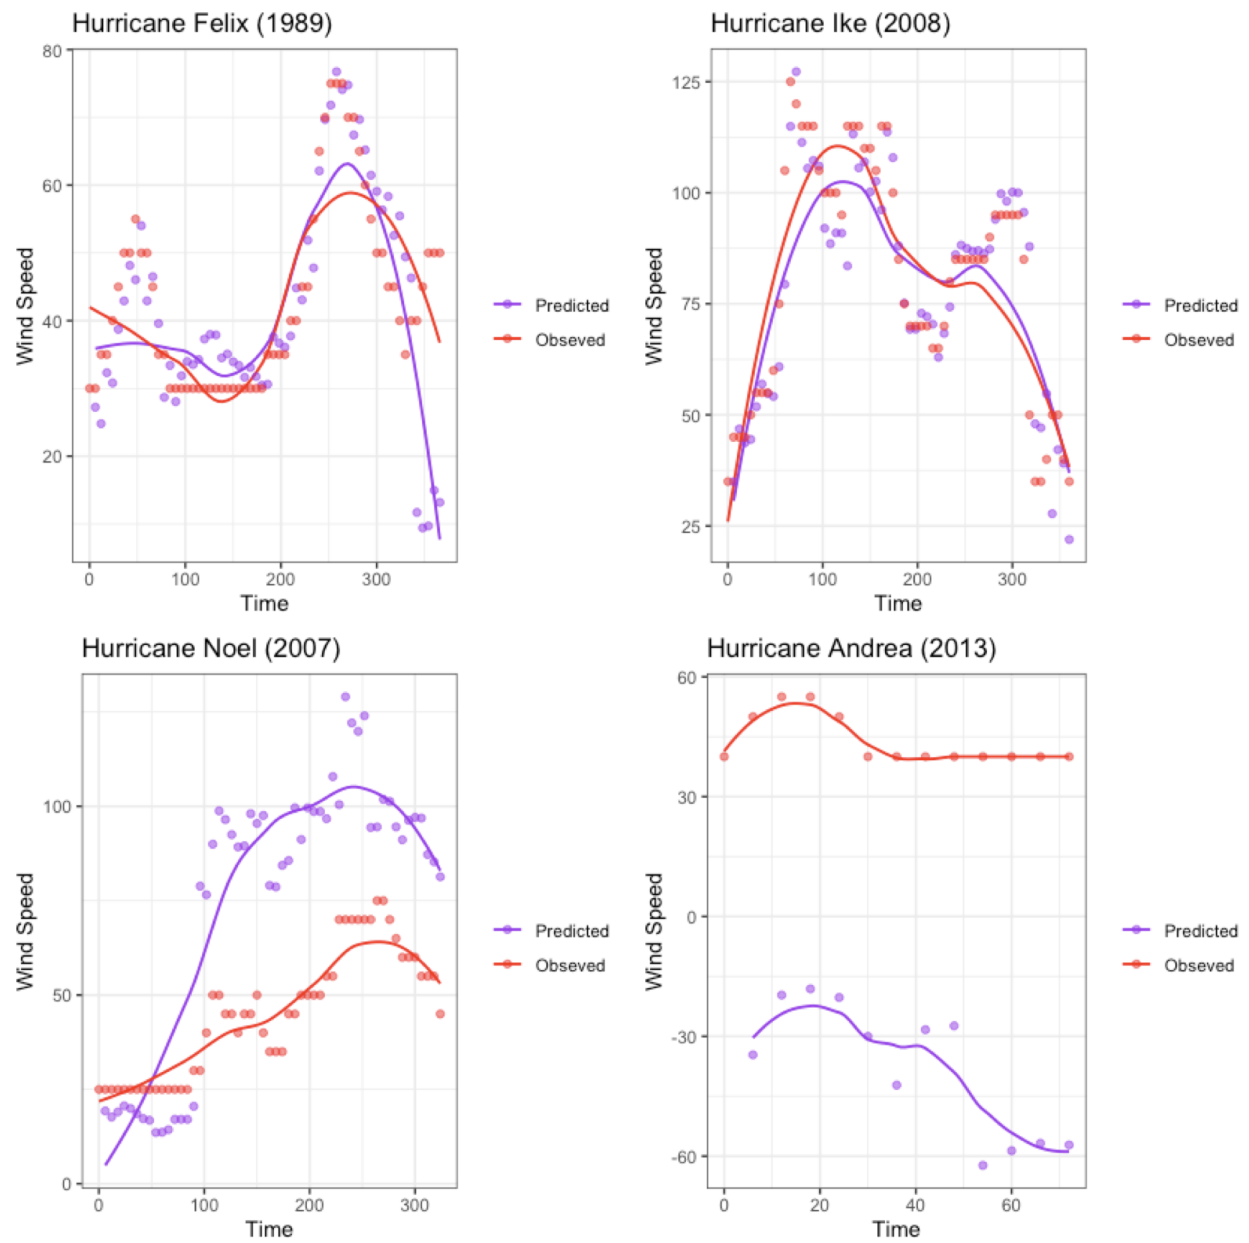 Hurricane Felix (1989)
80
60
40
20
0 100 200 300
Time
Wind Speed
Predicted
Obseved
Hurricane Ike (2008)
125
100
75
50
25
0 100 200 300
Time
Wind Speed
Predicted
Obseved
Hurricane Noel (2007)
100
50
0
0 100 200 300
Time
Wind Speed
Predicted
Obseved
Hurricane Andrea (2013)
60
30
0
-30
-60
0 20 40 60
Time
Wind Speed
Predicted
Obseved